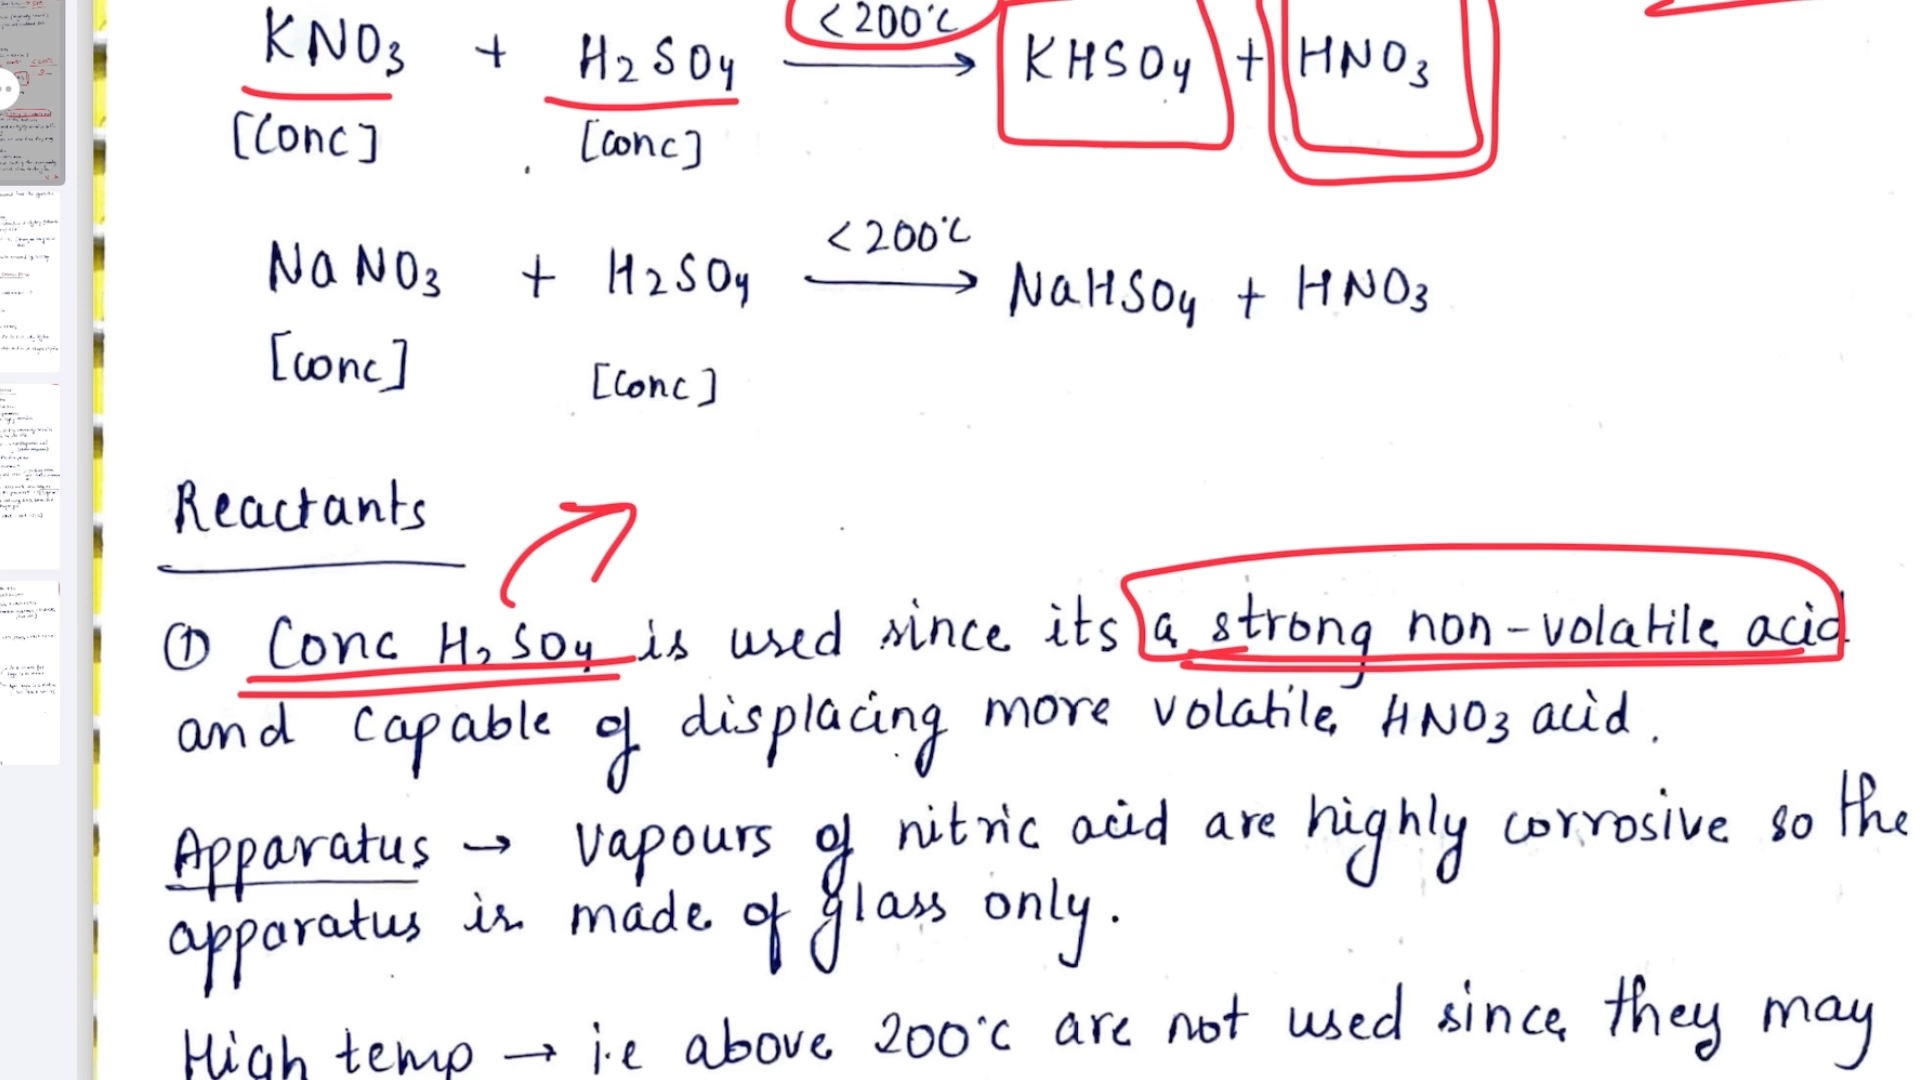 KNO3 + H2SO4 <200°C KHSO4 + HNO3
[Conc] [conc]
<200°C
NaNO3 + H2SO4 → NaHSO4 + HNO3
[conc] [Conc]
Reactants
① Conc H2SO4 is used since its a strong non-volatile acid
and capable of displacing more volatile HNO3 acid.
Apparatus → vapours of nitric acid are highly corrosive so the
apparatus is made of glass only.
High temp → i.e above 200°C are not used since they may